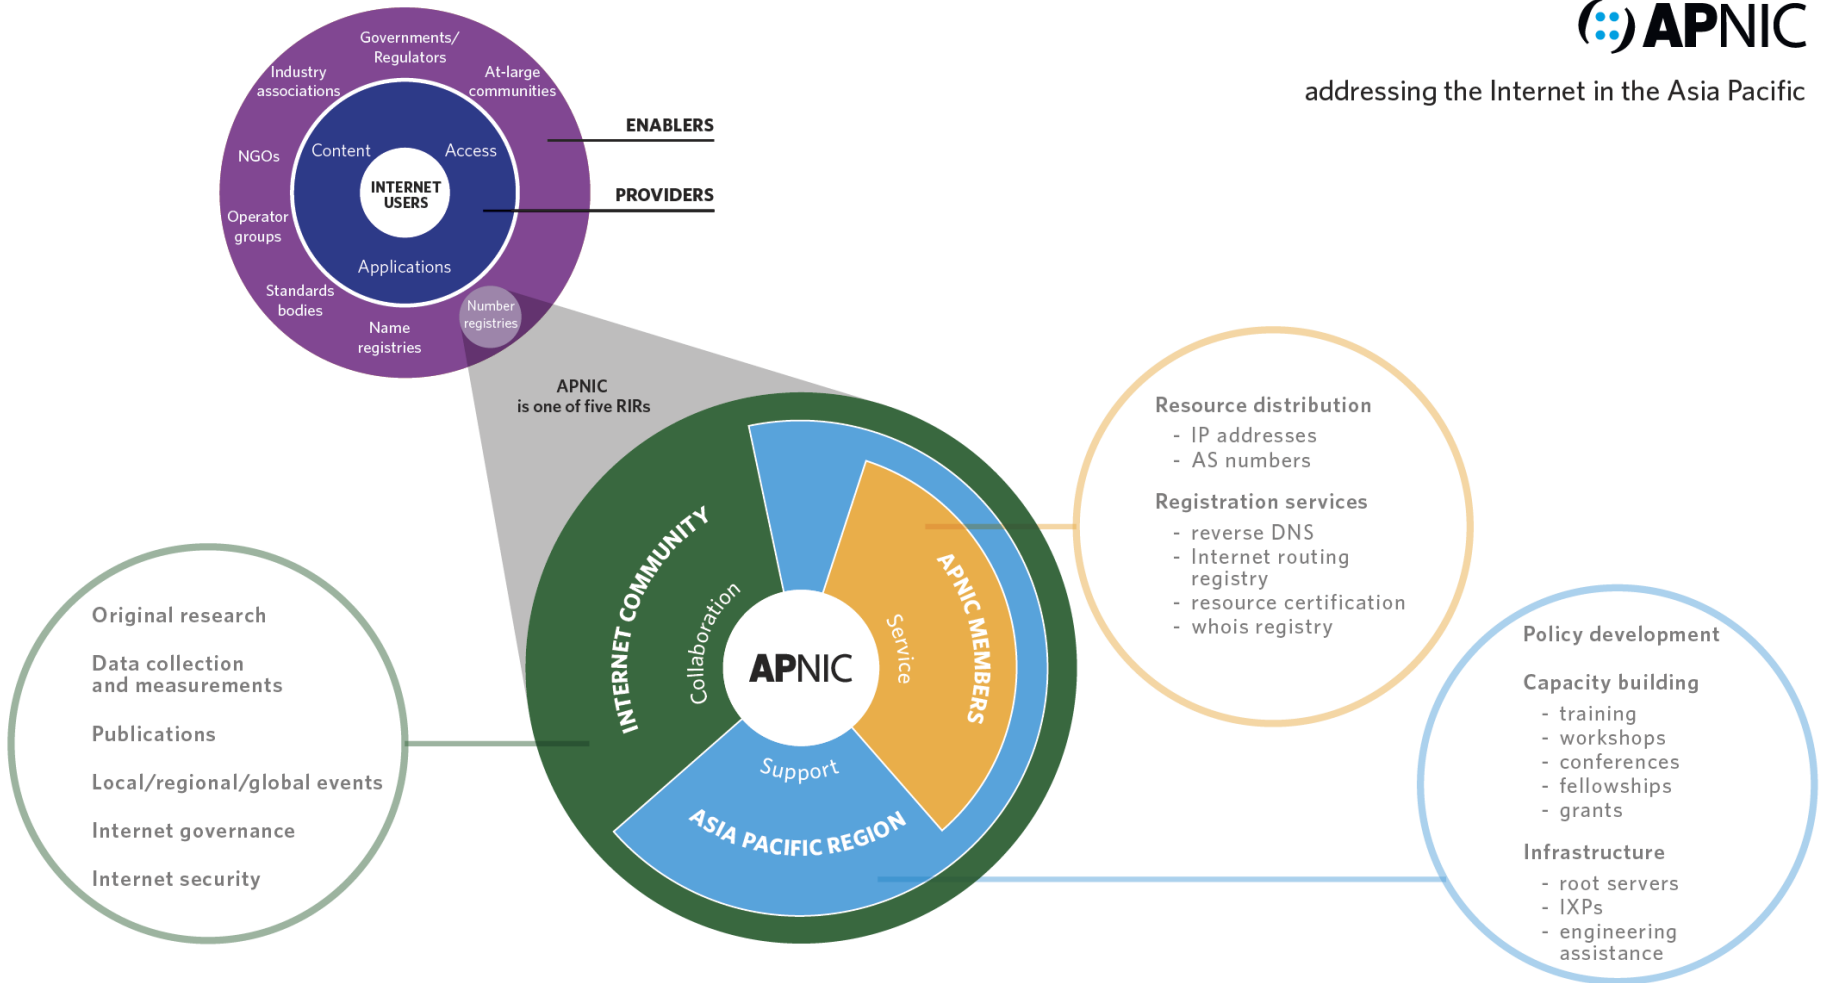 APNIC
addressing the Internet in the Asia Pacific
Governments/
Regulators
Industry
associations
At-large
communities
NGOs
Operator
groups
Standards
bodies
Name
registries
Number
registries
Content
Access
Applications
INTERNET
USERS
ENABLERS
PROVIDERS
APNIC
is one of five RIRs
INTERNET COMMUNITY
Collaboration
APNIC MEMBERS
Service
APNIC
Support
ASIA PACIFIC REGION
Resource distribution
- IP addresses
- AS numbers
Registration services
- reverse DNS
- Internet routing
registry
- resource certification
- whois registry
Original research
Data collection
and measurements
Publications
Local/regional/global events
Internet governance
Internet security
Policy development
Capacity building
- training
- workshops
- conferences
- fellowships
- grants
Infrastructure
- root servers
- IXPs
- engineering
assistance